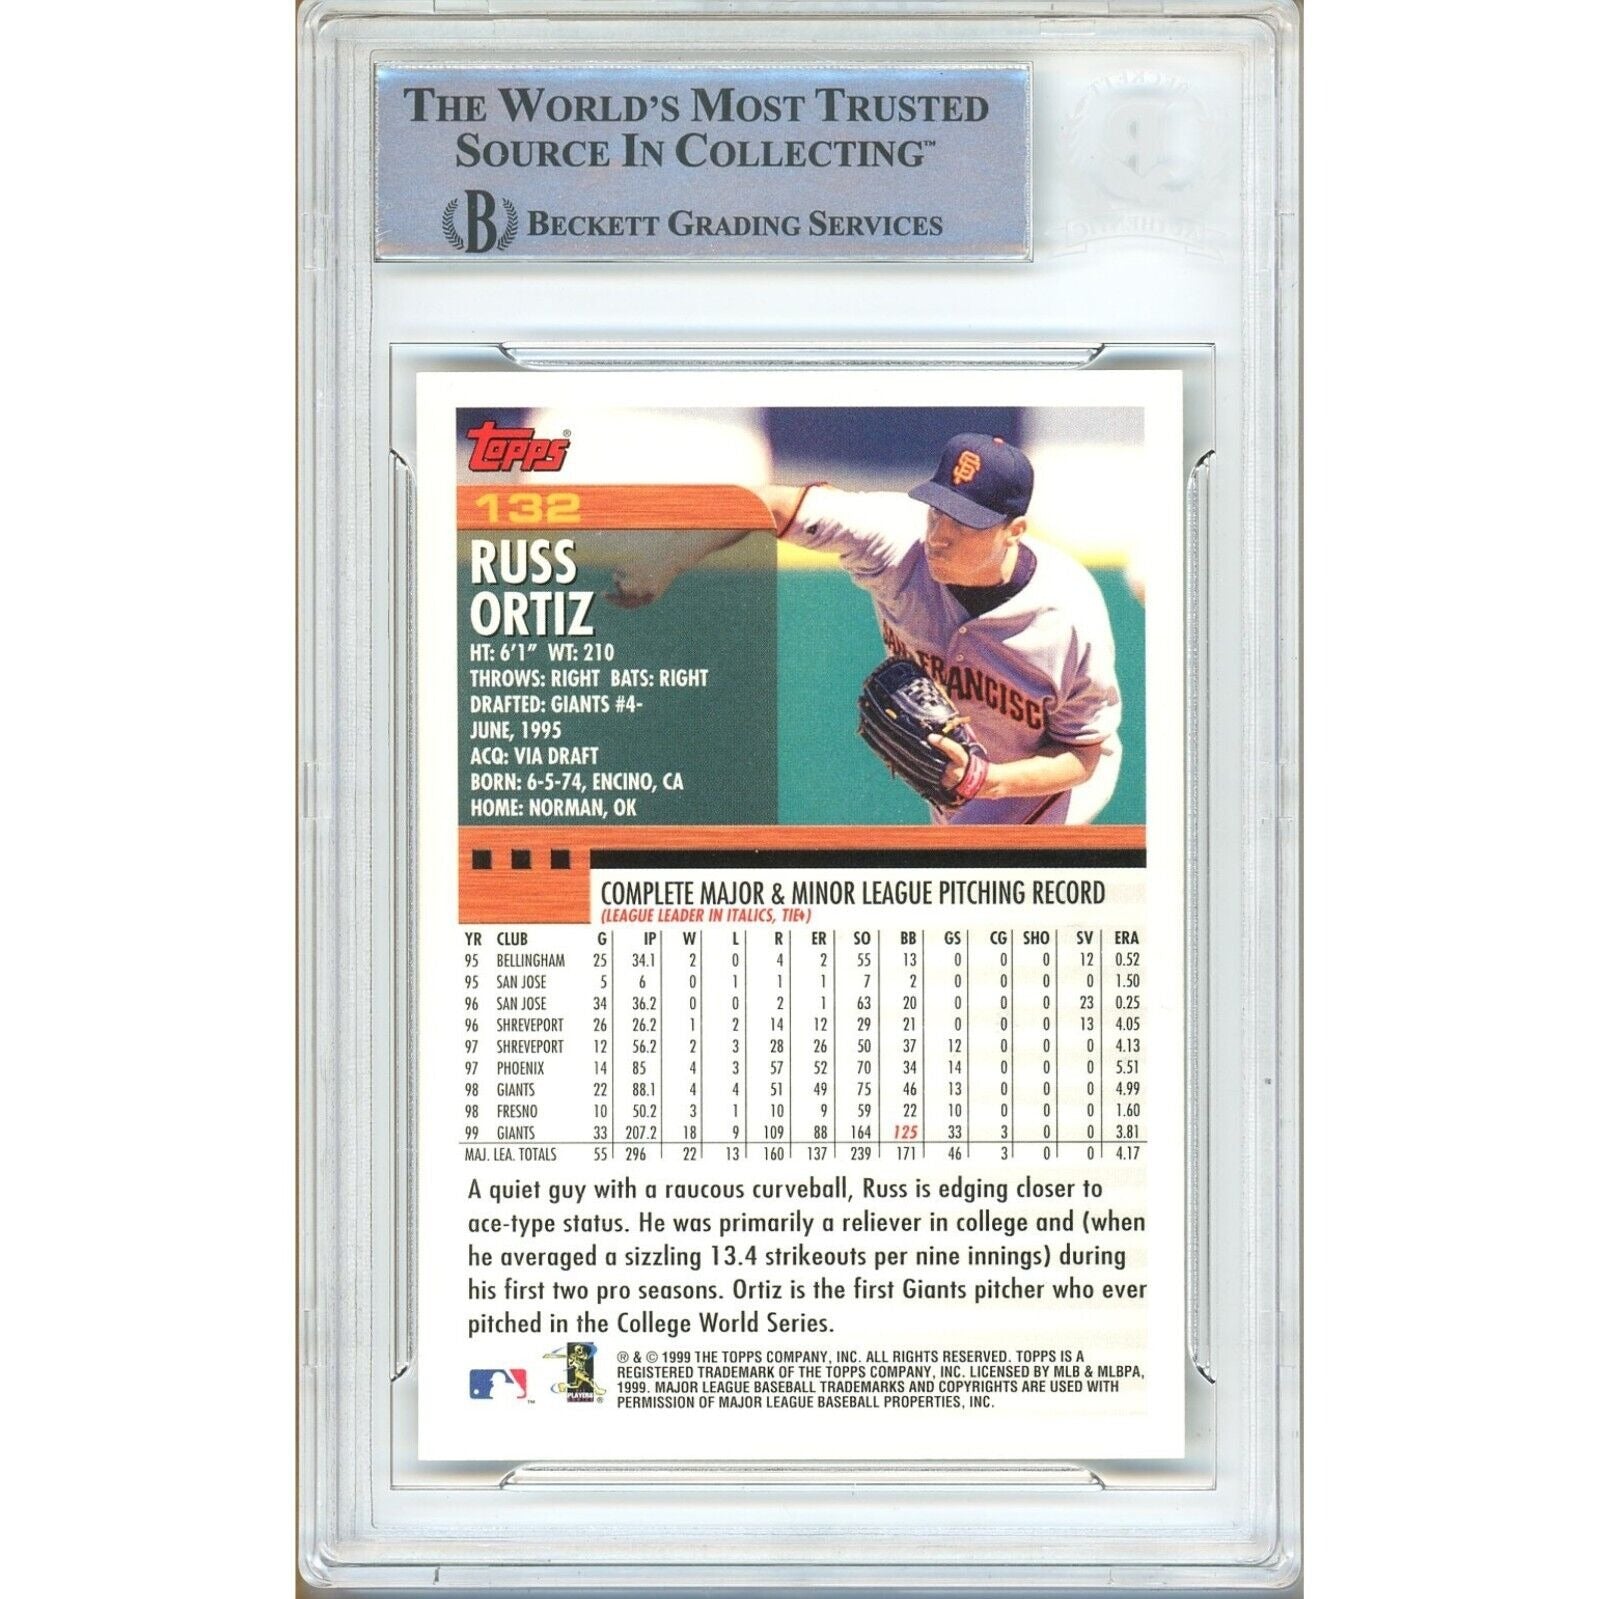 THE WORLD'S MOST TRUSTED
SOURCE IN COLLECTING™
B BECKETT GRADING SERVICES
BECKETT
AUTHENTIC
Topps®
132
RUSS
ORTIZ
HT: 6'1" WT: 210
THROWS: RIGHT BATS: RIGHT
DRAFTED: GIANTS #4-
JUNE, 1995
ACQ: VIA DRAFT
BORN: 6-5-74, ENCINO, CA
HOME: NORMAN, OK
SF
SAN FRANCISCO
COMPLETE MAJOR & MINOR LEAGUE PITCHING RECORD
(LEAGUE LEADER IN ITALICS, TIE♦)
YR CLUB G IP W L R ER SO BB GS CG SHO SV ERA
95 BELLINGHAM 25 34.1 2 0 4 2 55 13 0 0 0 12 0.52
95 SAN JOSE 5 6 0 1 1 1 7 2 0 0 0 0 1.50
96 SAN JOSE 34 36.2 0 0 2 1 63 20 0 0 0 23 0.25
96 SHREVEPORT 26 26.2 1 2 14 12 29 21 0 0 0 13 4.05
97 SHREVEPORT 12 56.2 2 3 28 26 50 37 12 0 0 0 4.13
97 PHOENIX 14 85 4 3 57 52 70 34 14 0 0 0 5.51
98 GIANTS 22 88.1 4 4 51 49 75 46 13 0 0 0 4.99
98 FRESNO 10 50.2 3 1 10 9 59 22 10 0 0 0 1.60
99 GIANTS 33 207.2 18 9 109 88 164 125 33 3 0 0 3.81
MAJ. LEA. TOTALS 55 296 22 13 160 137 239 171 46 3 0 0 4.17
A quiet guy with a raucous curveball, Russ is edging closer to
ace-type status. He was primarily a reliever in college and (when
he averaged a sizzling 13.4 strikeouts per nine innings) during
his first two pro seasons. Ortiz is the first Giants pitcher who ever
pitched in the College World Series.
® & © 1999 THE TOPPS COMPANY, INC. ALL RIGHTS RESERVED. TOPPS IS A
REGISTERED TRADEMARK OF THE TOPPS COMPANY, INC. LICENSED BY MLB & MLBPA,
1999. MAJOR LEAGUE BASEBALL TRADEMARKS AND COPYRIGHTS ARE USED WITH
PERMISSION OF MAJOR LEAGUE BASEBALL PROPERTIES, INC.
™
PLAYERS
®